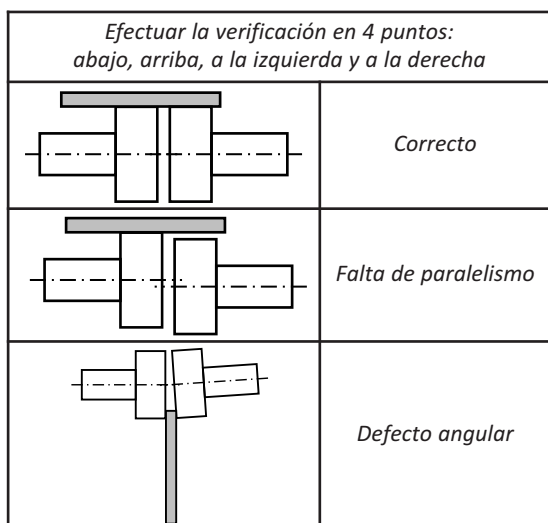 Efectuar la verificación en 4 puntos:
abajo, arriba, a la izquierda y a la derecha
Correcto
Falta de paralelismo
Defecto angular